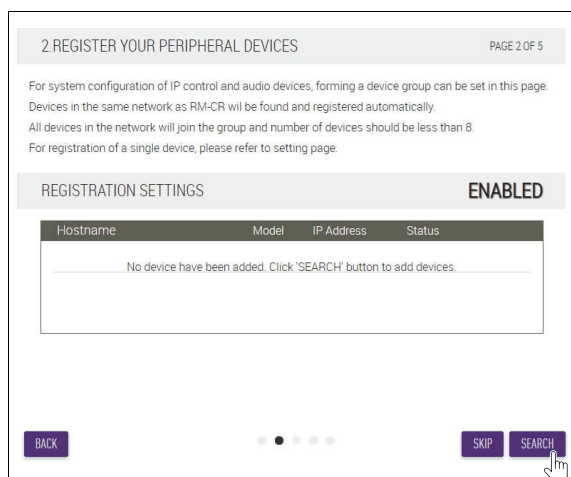 2.REGISTER YOUR PERIPHERAL DEVICES
PAGE 2 OF 5
For system configuration of IP control and audio devices, forming a device group can be set in this page.
Devices in the same network as RM-CR wil be found and registered automatically.
All devices in the network will join the group and number of devices should be less than 8.
For registration of a single device, please refer to setting page.
REGISTRATION SETTINGS
ENABLED
Hostname Model IP Address Status
No device have been added. Click 'SEARCH' button to add devices.
BACK
SKIP
SEARCH